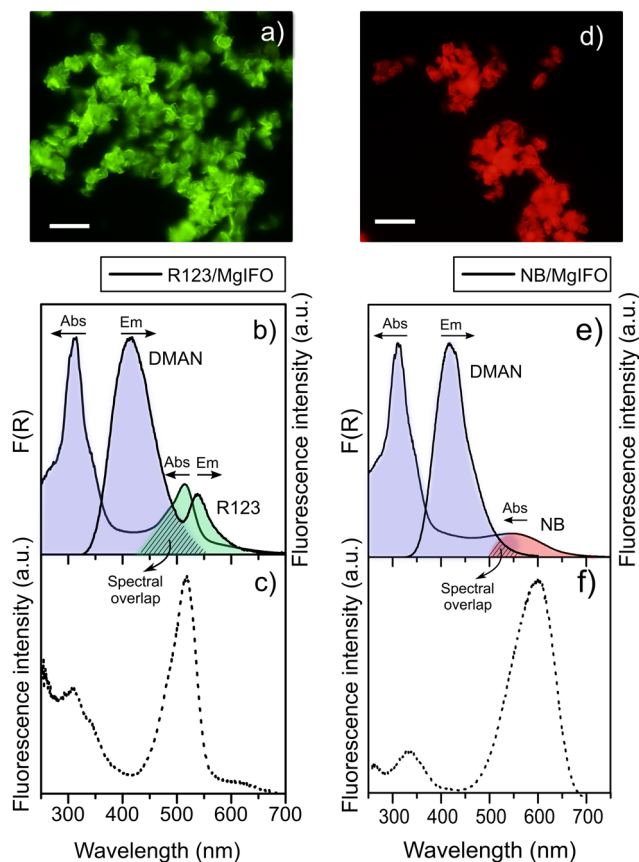 a)
d)
R123/MgIFO
NB/MgIFO
b)
Abs
Em
DMAN
Abs
Em
R123
Spectral
overlap
F(R)
Fluorescence intensity (a.u.)
e)
Abs
Em
DMAN
Abs
NB
Spectral
overlap
F(R)
Fluorescence intensity (a.u.)
c)
Fluorescence intensity (a.u.)
300 400 500 600 700
Wavelength (nm)
f)
Fluorescence intensity (a.u.)
300 400 500 600 700
Wavelength (nm)